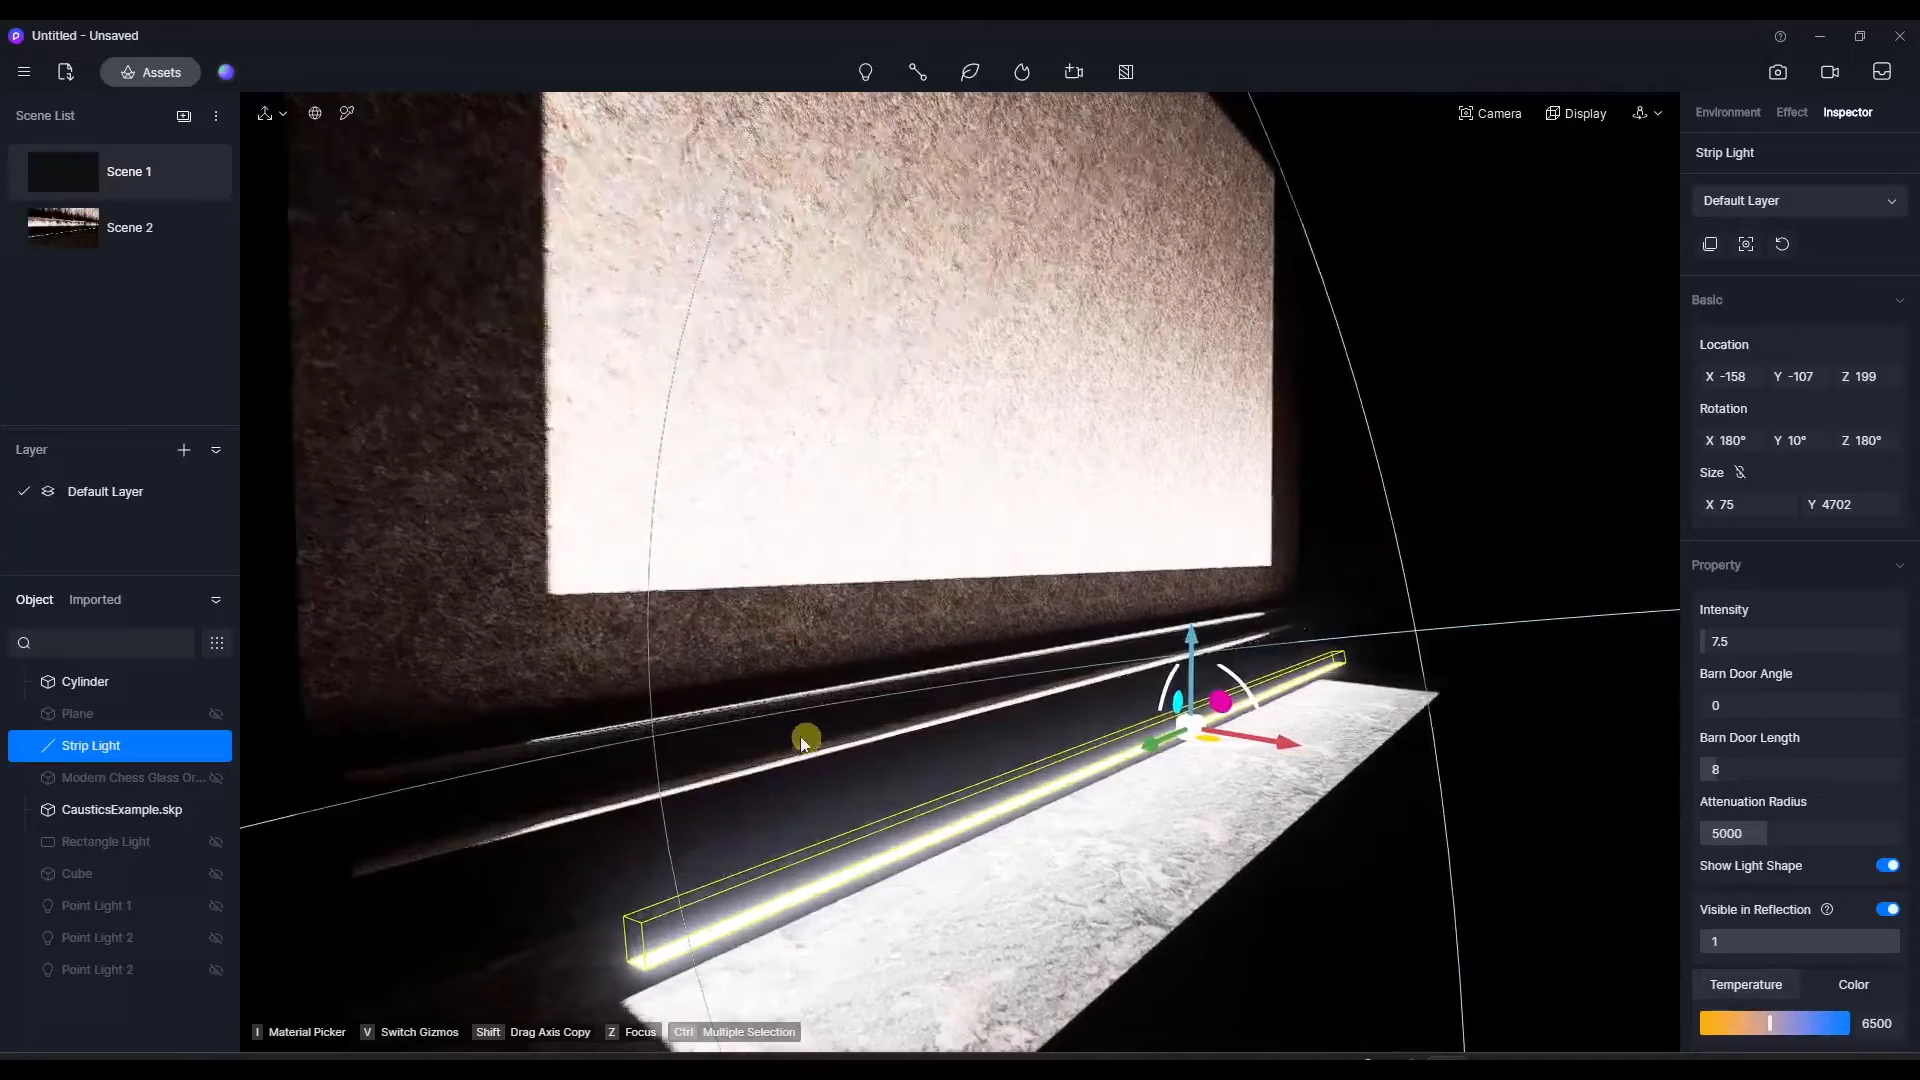 Untitled - Unsaved
Assets
Scene List
Scene 1
Scene 2
Layer
Default Layer
Object Imported
Cylinder
Plane
Strip Light
Modern Chess Glass Or...
CausticsExample.skp
Rectangle Light
Cube
Point Light 1
Point Light 2
Point Light 2
Camera Display
I Material Picker V Switch Gizmos Shift Drag Axis Copy Z Focus Ctrl Multiple Selection
Environment Effect Inspector
Strip Light
Default Layer
Basic
Location
X -158 Y -107 Z 199
Rotation
X 180° Y 10° Z 180°
Size
X 75 Y 4702
Property
Intensity
7.5
Barn Door Angle
0
Barn Door Length
8
Attenuation Radius
5000
Show Light Shape
Visible in Reflection
1
Temperature Color
6500